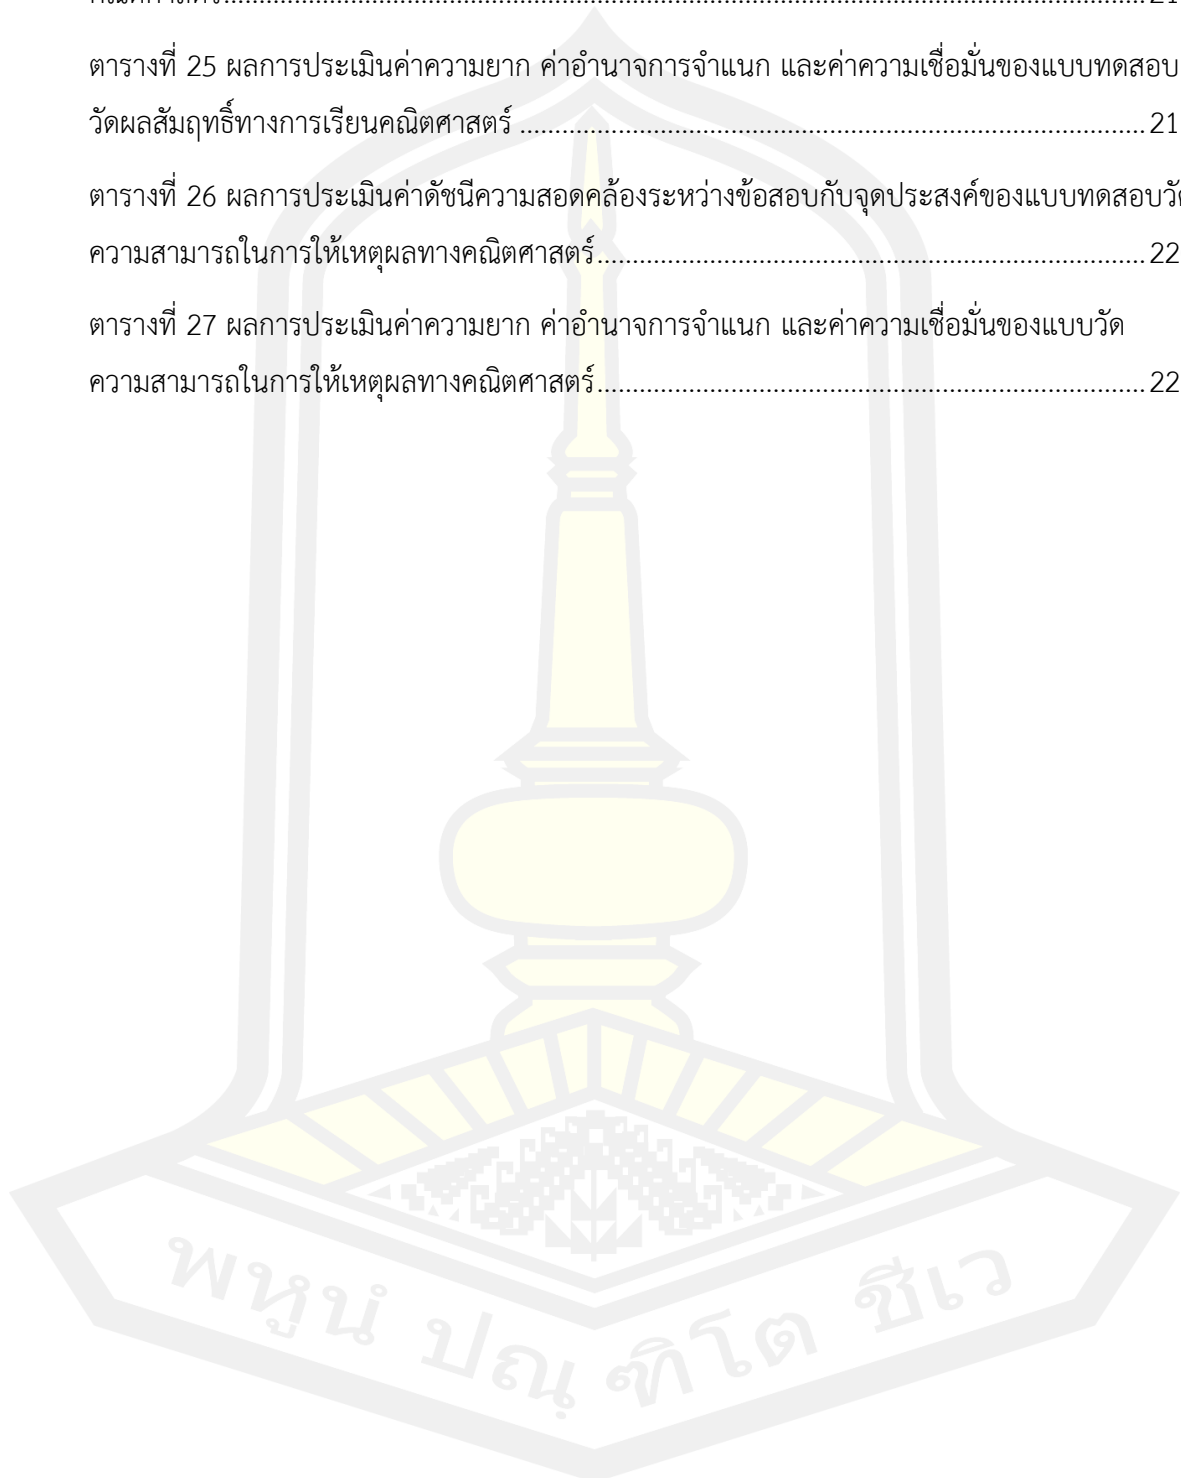 คณิตศาสตร์.......................................................................................................................................21
ตารางที่ 25 ผลการประเมินค่าความยาก ค่าอำนาจการจำแนก และค่าความเชื่อมั่นของแบบทดสอบ
วัดผลสัมฤทธิ์ทางการเรียนคณิตศาสตร์ .........................................................................................21
ตารางที่ 26 ผลการประเมินค่าดัชนีความสอดคล้องระหว่างข้อสอบกับจุดประสงค์ของแบบทดสอบวัด
ความสามารถในการให้เหตุผลทางคณิตศาสตร์..............................................................................22
ตารางที่ 27 ผลการประเมินค่าความยาก ค่าอำนาจการจำแนก และค่าความเชื่อมั่นของแบบวัด
ความสามารถในการให้เหตุผลทางคณิตศาสตร์..............................................................................22
พหูนํ ปณฺฑิโต ชีเว